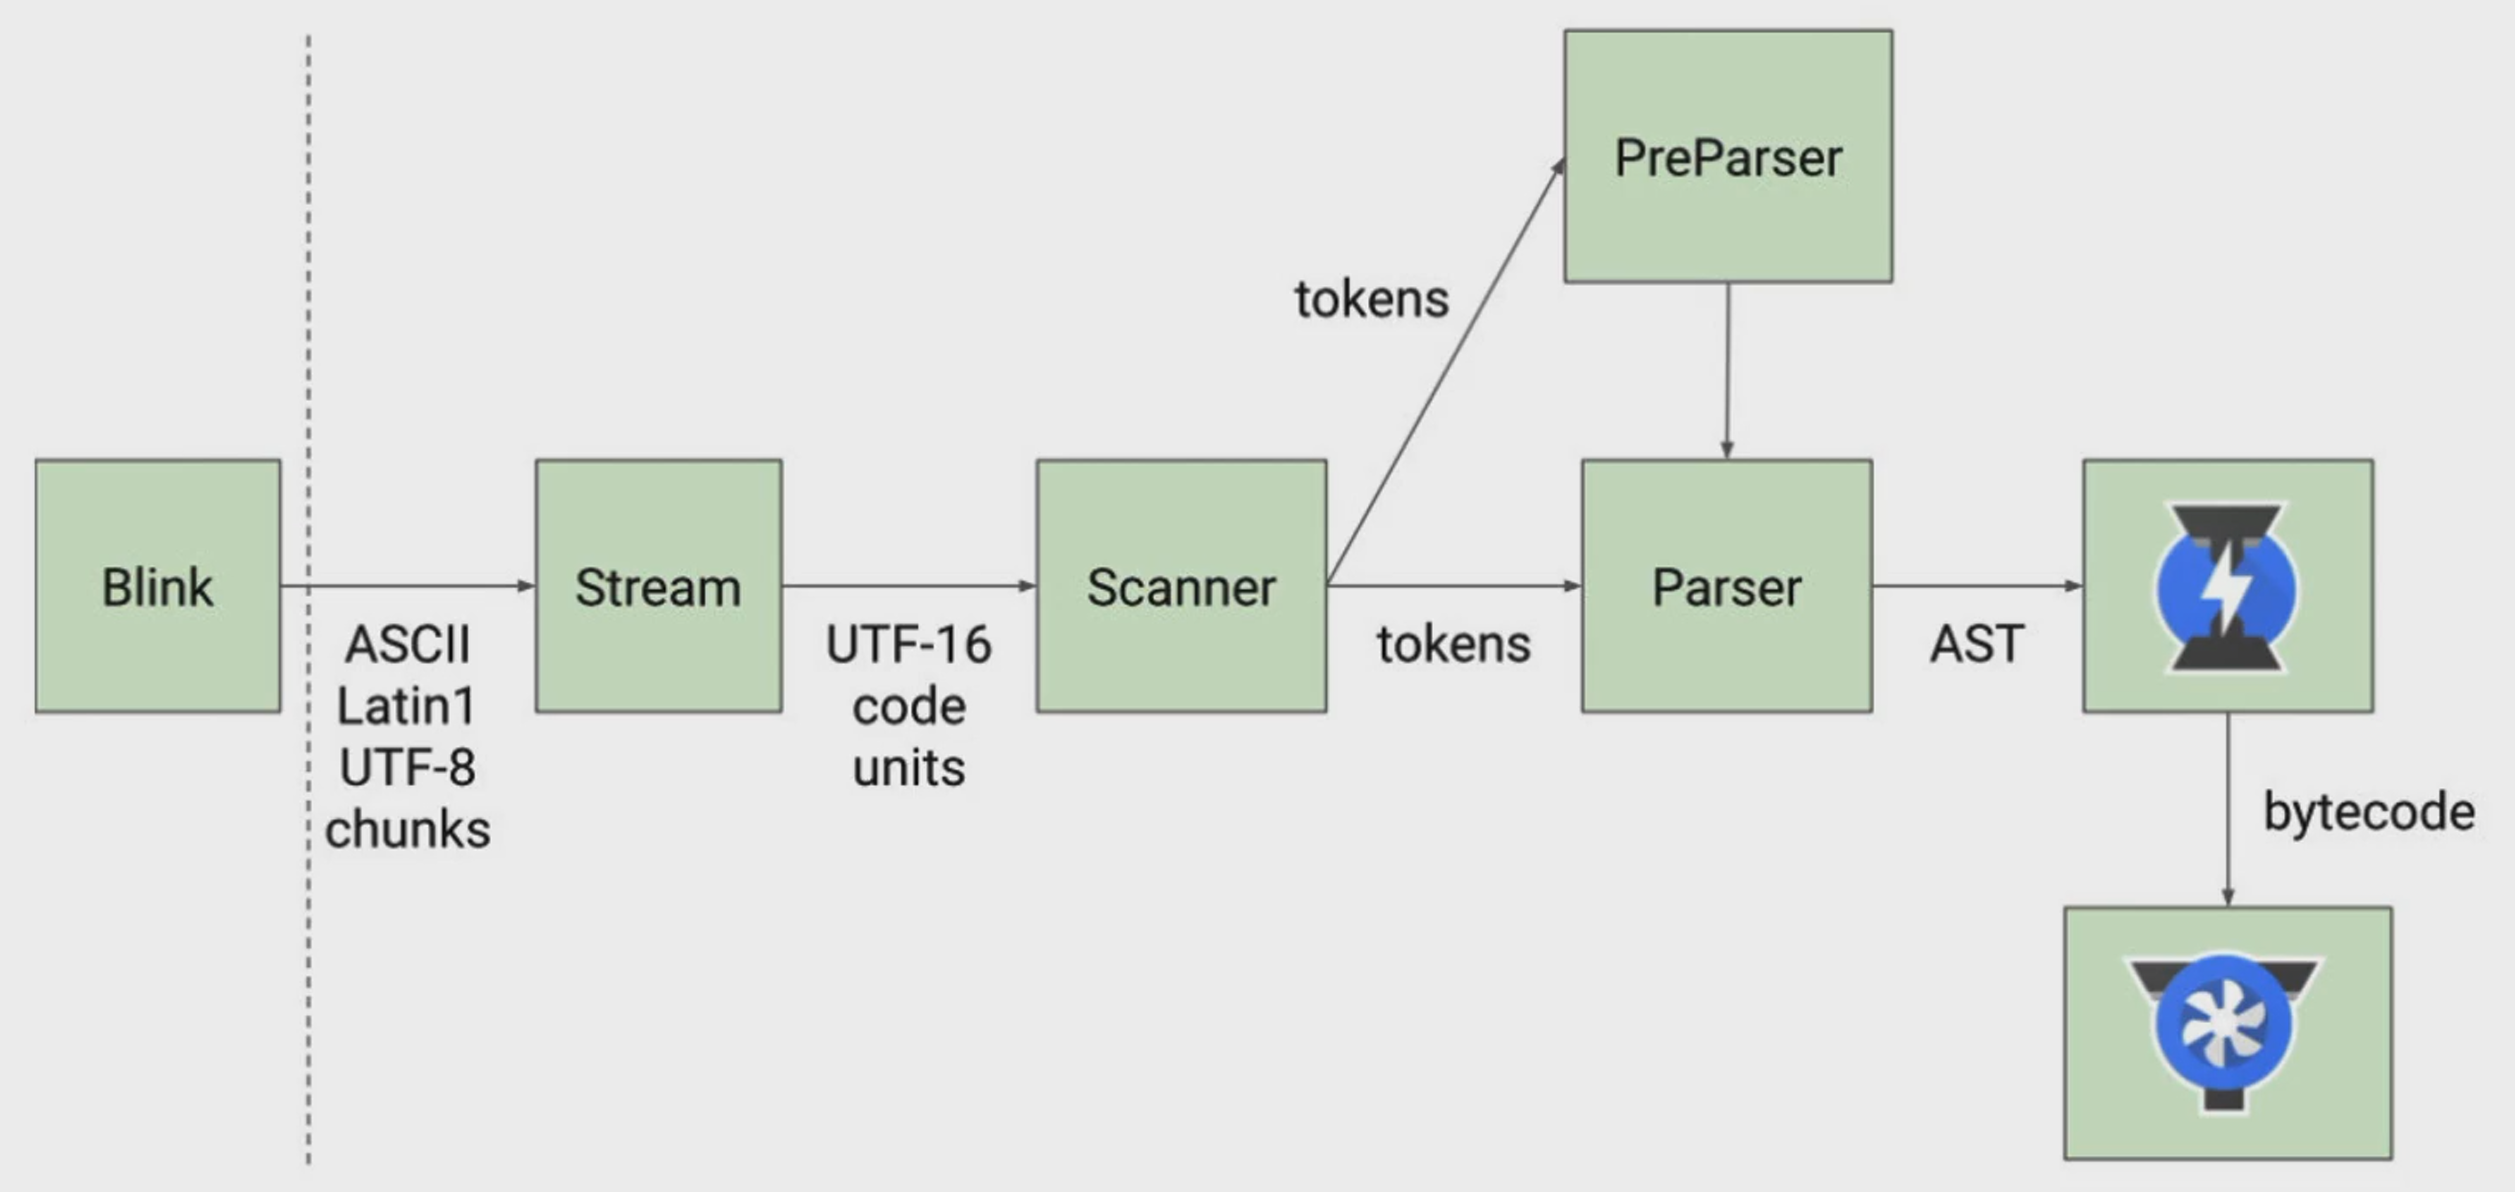 PreParser
tokens
Blink
Stream
Scanner
Parser
ASCII
Latin1
UTF-8
chunks
UTF-16
code
units
tokens
AST
bytecode